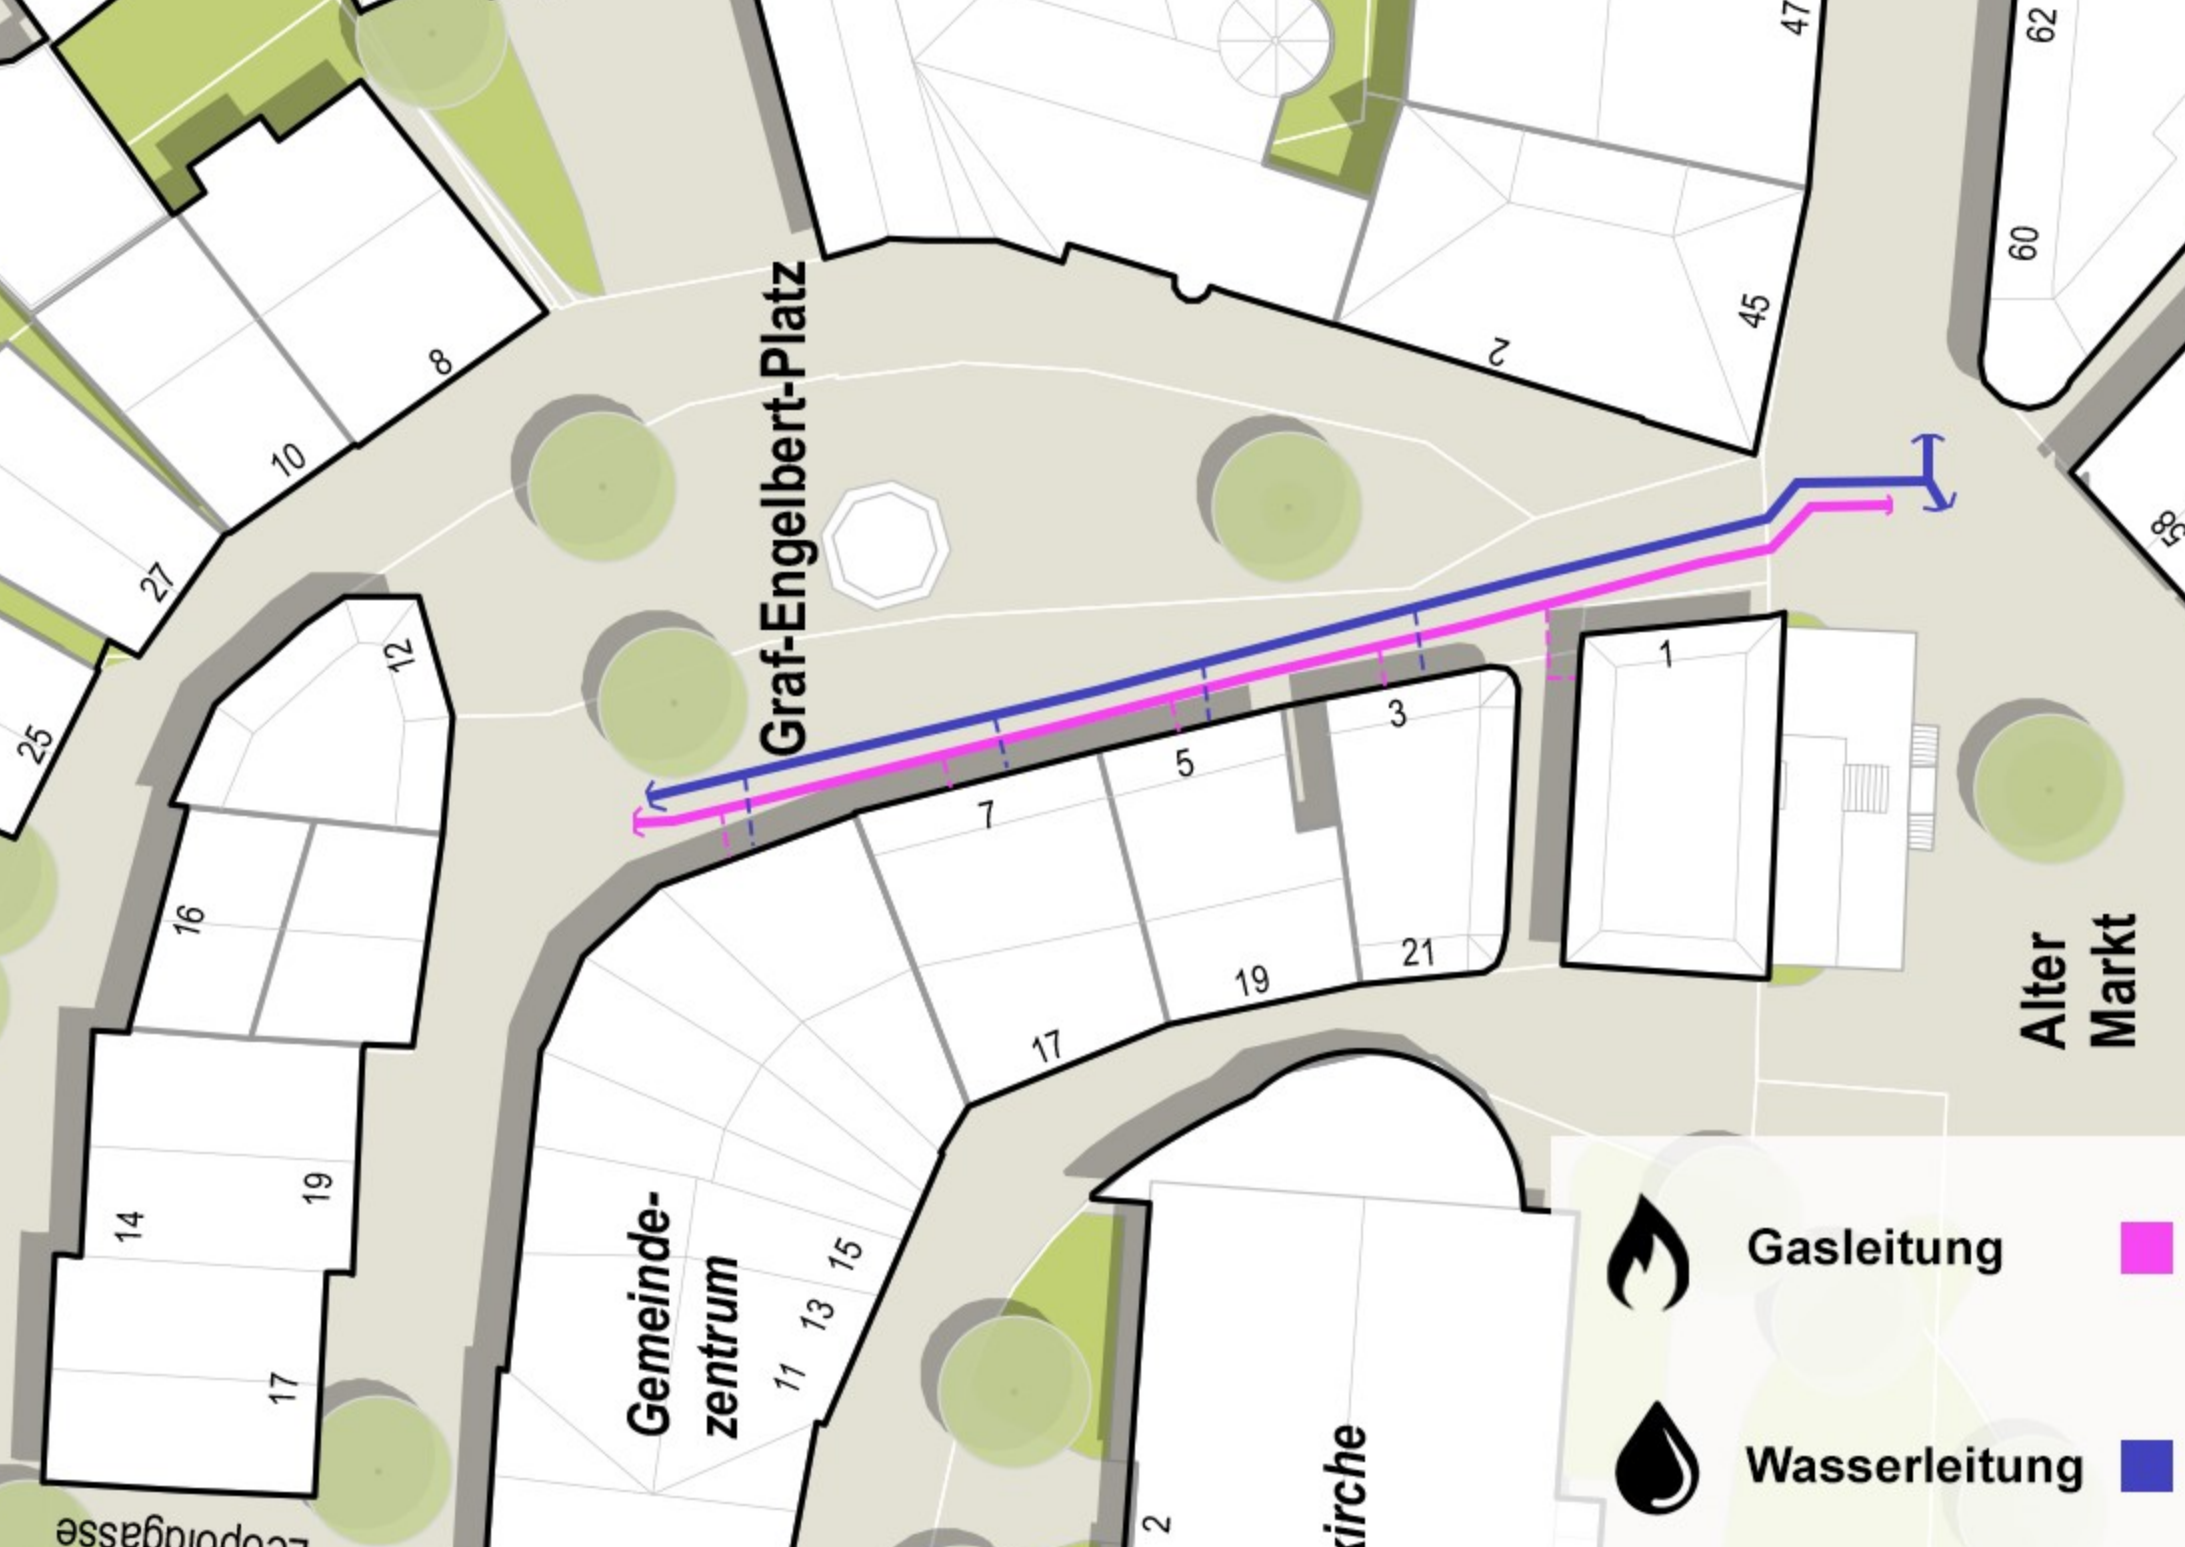 47
62
60
45
2
8
10
58
27
12
Graf-Engelbert-Platz
1
3
25
5
7
16
21
19
Alter
Markt
17
19
14
15
Gemeinde-
zentrum
13
11
17
Gasleitung
Wasserleitung
2
kirche
Leopoldgasse